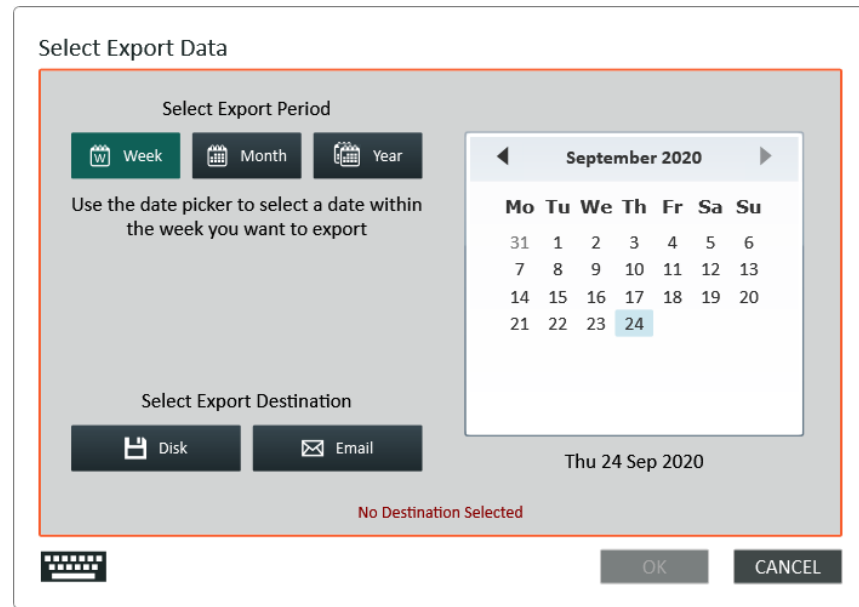 Select Export Data
Select Export Period
W Week Month Year
Use the date picker to select a date within
the week you want to export
September 2020
Mo Tu We Th Fr Sa Su
31 1 2 3 4 5 6
7 8 9 10 11 12 13
14 15 16 17 18 19 20
21 22 23 24
Select Export Destination
Disk Email
Thu 24 Sep 2020
No Destination Selected
OK CANCEL